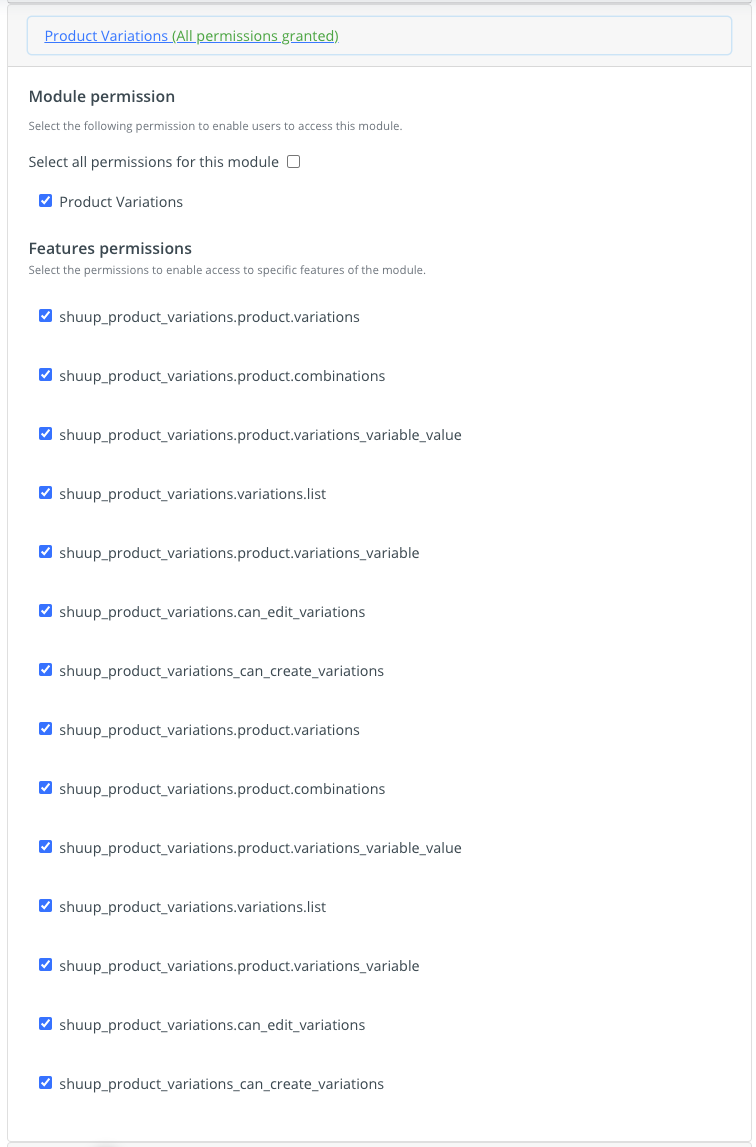 Product Variations (All permissions granted)
Module permission
Select the following permission to enable users to access this module.
Select all permissions for this module
Product Variations
Features permissions
Select the permissions to enable access to specific features of the module.
shuup_product_variations.product.variations
shuup_product_variations.product.combinations
shuup_product_variations.product.variations_variable_value
shuup_product_variations.variations.list
shuup_product_variations.product.variations_variable
shuup_product_variations.can_edit_variations
shuup_product_variations_can_create_variations
shuup_product_variations.product.variations
shuup_product_variations.product.combinations
shuup_product_variations.product.variations_variable_value
shuup_product_variations.variations.list
shuup_product_variations.product.variations_variable
shuup_product_variations.can_edit_variations
shuup_product_variations_can_create_variations